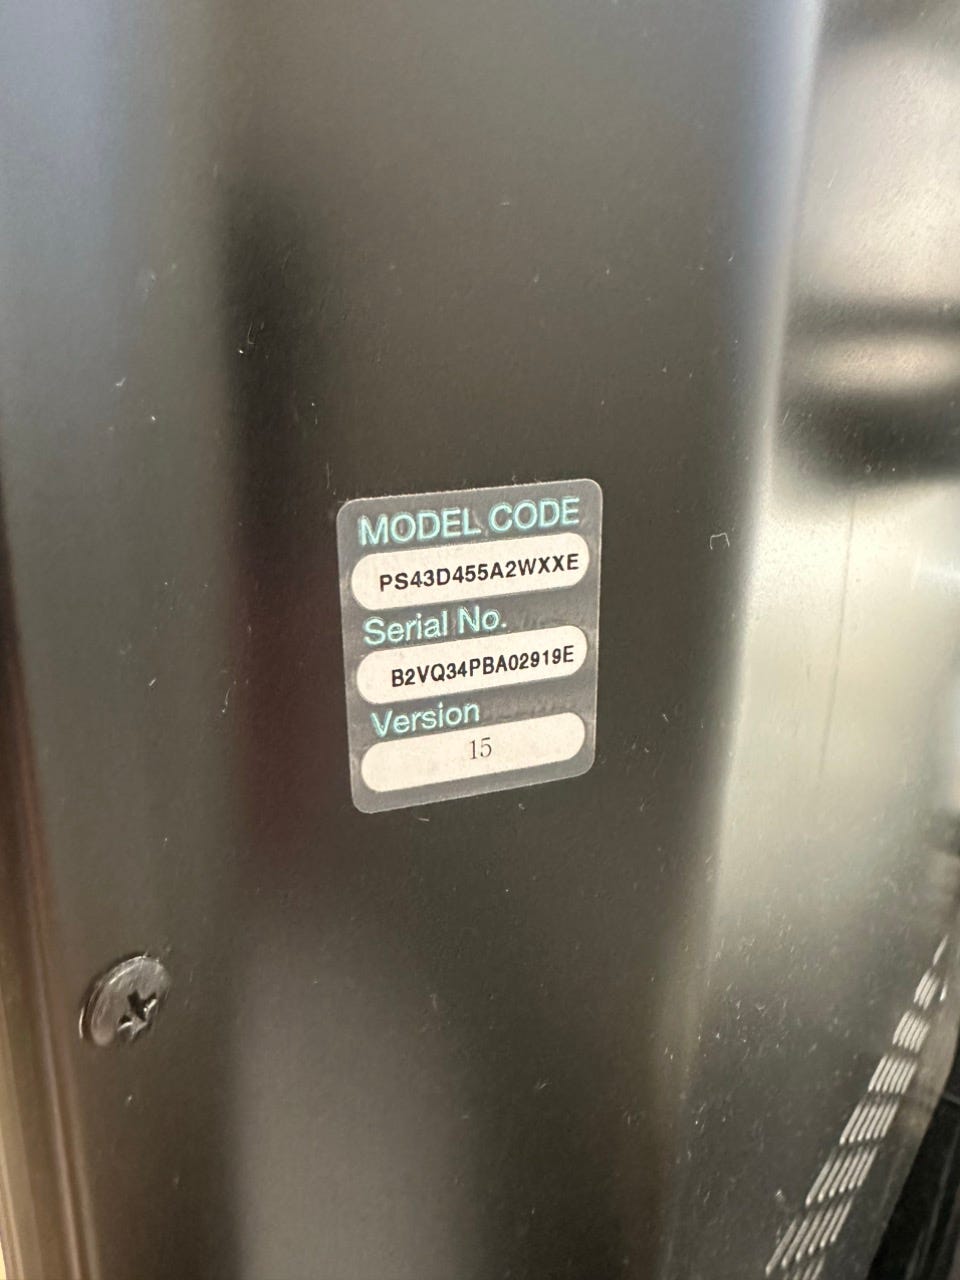 MODEL CODE
PS43D455A2WXXE
Serial No.
B2VQ34PBA02919E
Version
15